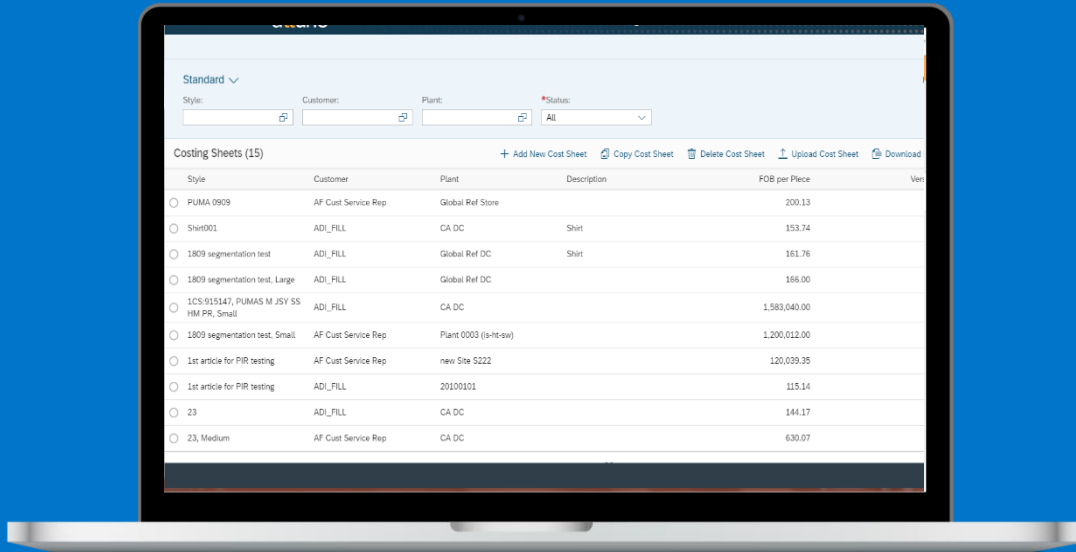 Standard
Style: Customer: Plant: *Status:
All
Costing Sheets (15) + Add New Cost Sheet Copy Cost Sheet Delete Cost Sheet Upload Cost Sheet Download
Style Customer Plant Description FOB per Piece Vers
PUMA 0909 AF Cust Service Rep Global Ref Store 200.13
Shirt001 ADI_FILL CA DC Shirt 153.74
1809 segmentation test ADI_FILL Global Ref DC Shirt 161.76
1809 segmentation test, Large ADI_FILL Global Ref DC 166.00
1CS:915147, PUMAS M JSY SS
HM PR, Small ADI_FILL CA DC 1,583,040.00
1809 segmentation test, Small AF Cust Service Rep Plant 0003 (is-ht-sw) 1,200,012.00
1st article for PIR testing AF Cust Service Rep new Site S222 120,039.35
1st article for PIR testing ADI_FILL 20100101 115.14
23 ADI_FILL CA DC 144.17
23, Medium AF Cust Service Rep CA DC 630.07